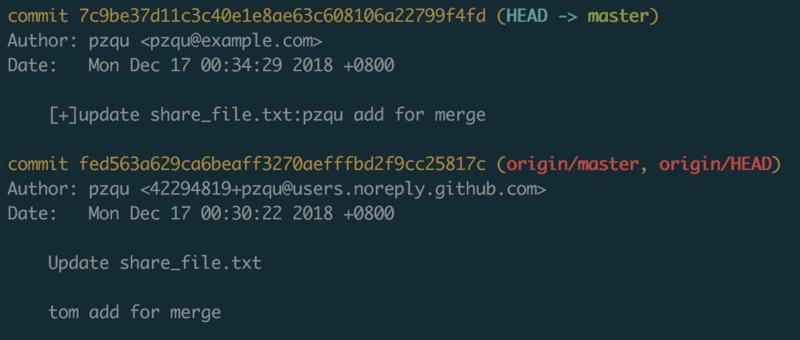 commit 7c9be37d11c3c40e1e8ae63c608106a22799f4fd (HEAD -> master)
Author: pzqu <pzqu@example.com>
Date:   Mon Dec 17 00:34:29 2018 +0800
    [+]update share_file.txt:pzqu add for merge
commit fed563a629ca6beaff3270aefffbd2f9cc25817c (origin/master, origin/HEAD)
Author: pzqu <42294819+pzqu@users.noreply.github.com>
Date:   Mon Dec 17 00:30:22 2018 +0800
    Update share_file.txt
    tom add for merge